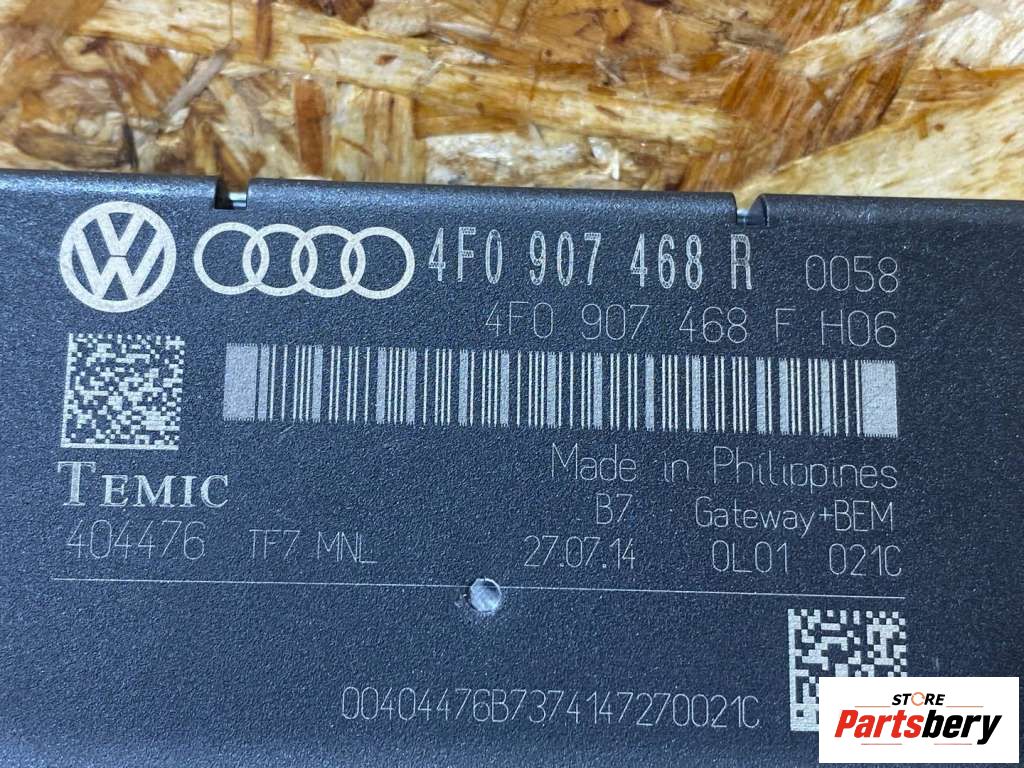 4F0 907 468 R 0058
4F0 907 468 F H06
Made in Philippines
TEMIC
B7 Gateway+BEM
404476 TF7 MNL 27.07.14 0L01 021C
00404476B7374147270021C
STORE
Partsbery